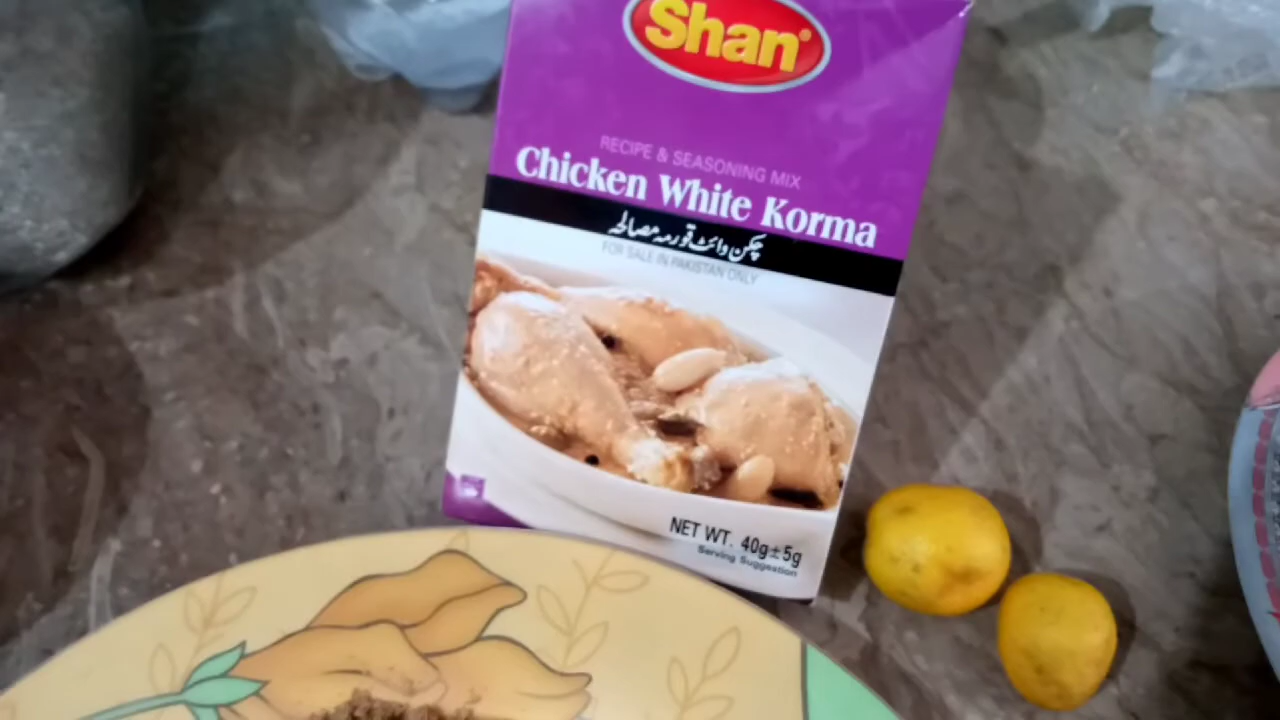 Shan
RECIPE & SEASONING MIX
Chicken White Korma
چکن وائٹ قورمہ مصالحہ
FOR SALE IN PAKISTAN ONLY
NET WT. 40g±5g
Serving Suggestion